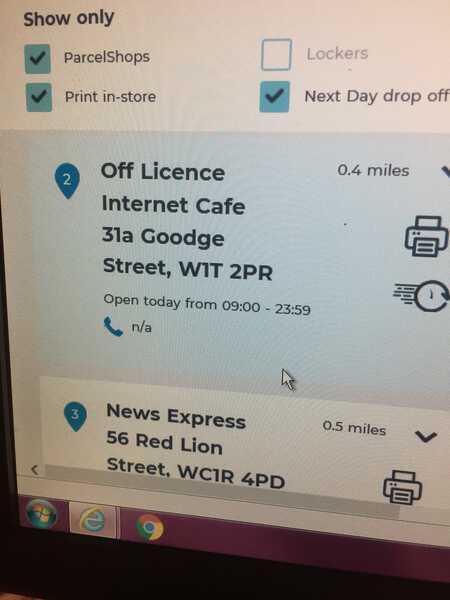 Show only
ParcelShops
Lockers
Print in-store
Next Day drop off
2
Off Licence
0.4 miles
Internet Cafe
31a Goodge
Street, W1T 2PR
Open today from 09:00 - 23:59
n/a
3
News Express
0.5 miles
56 Red Lion
Street, WC1R 4PD